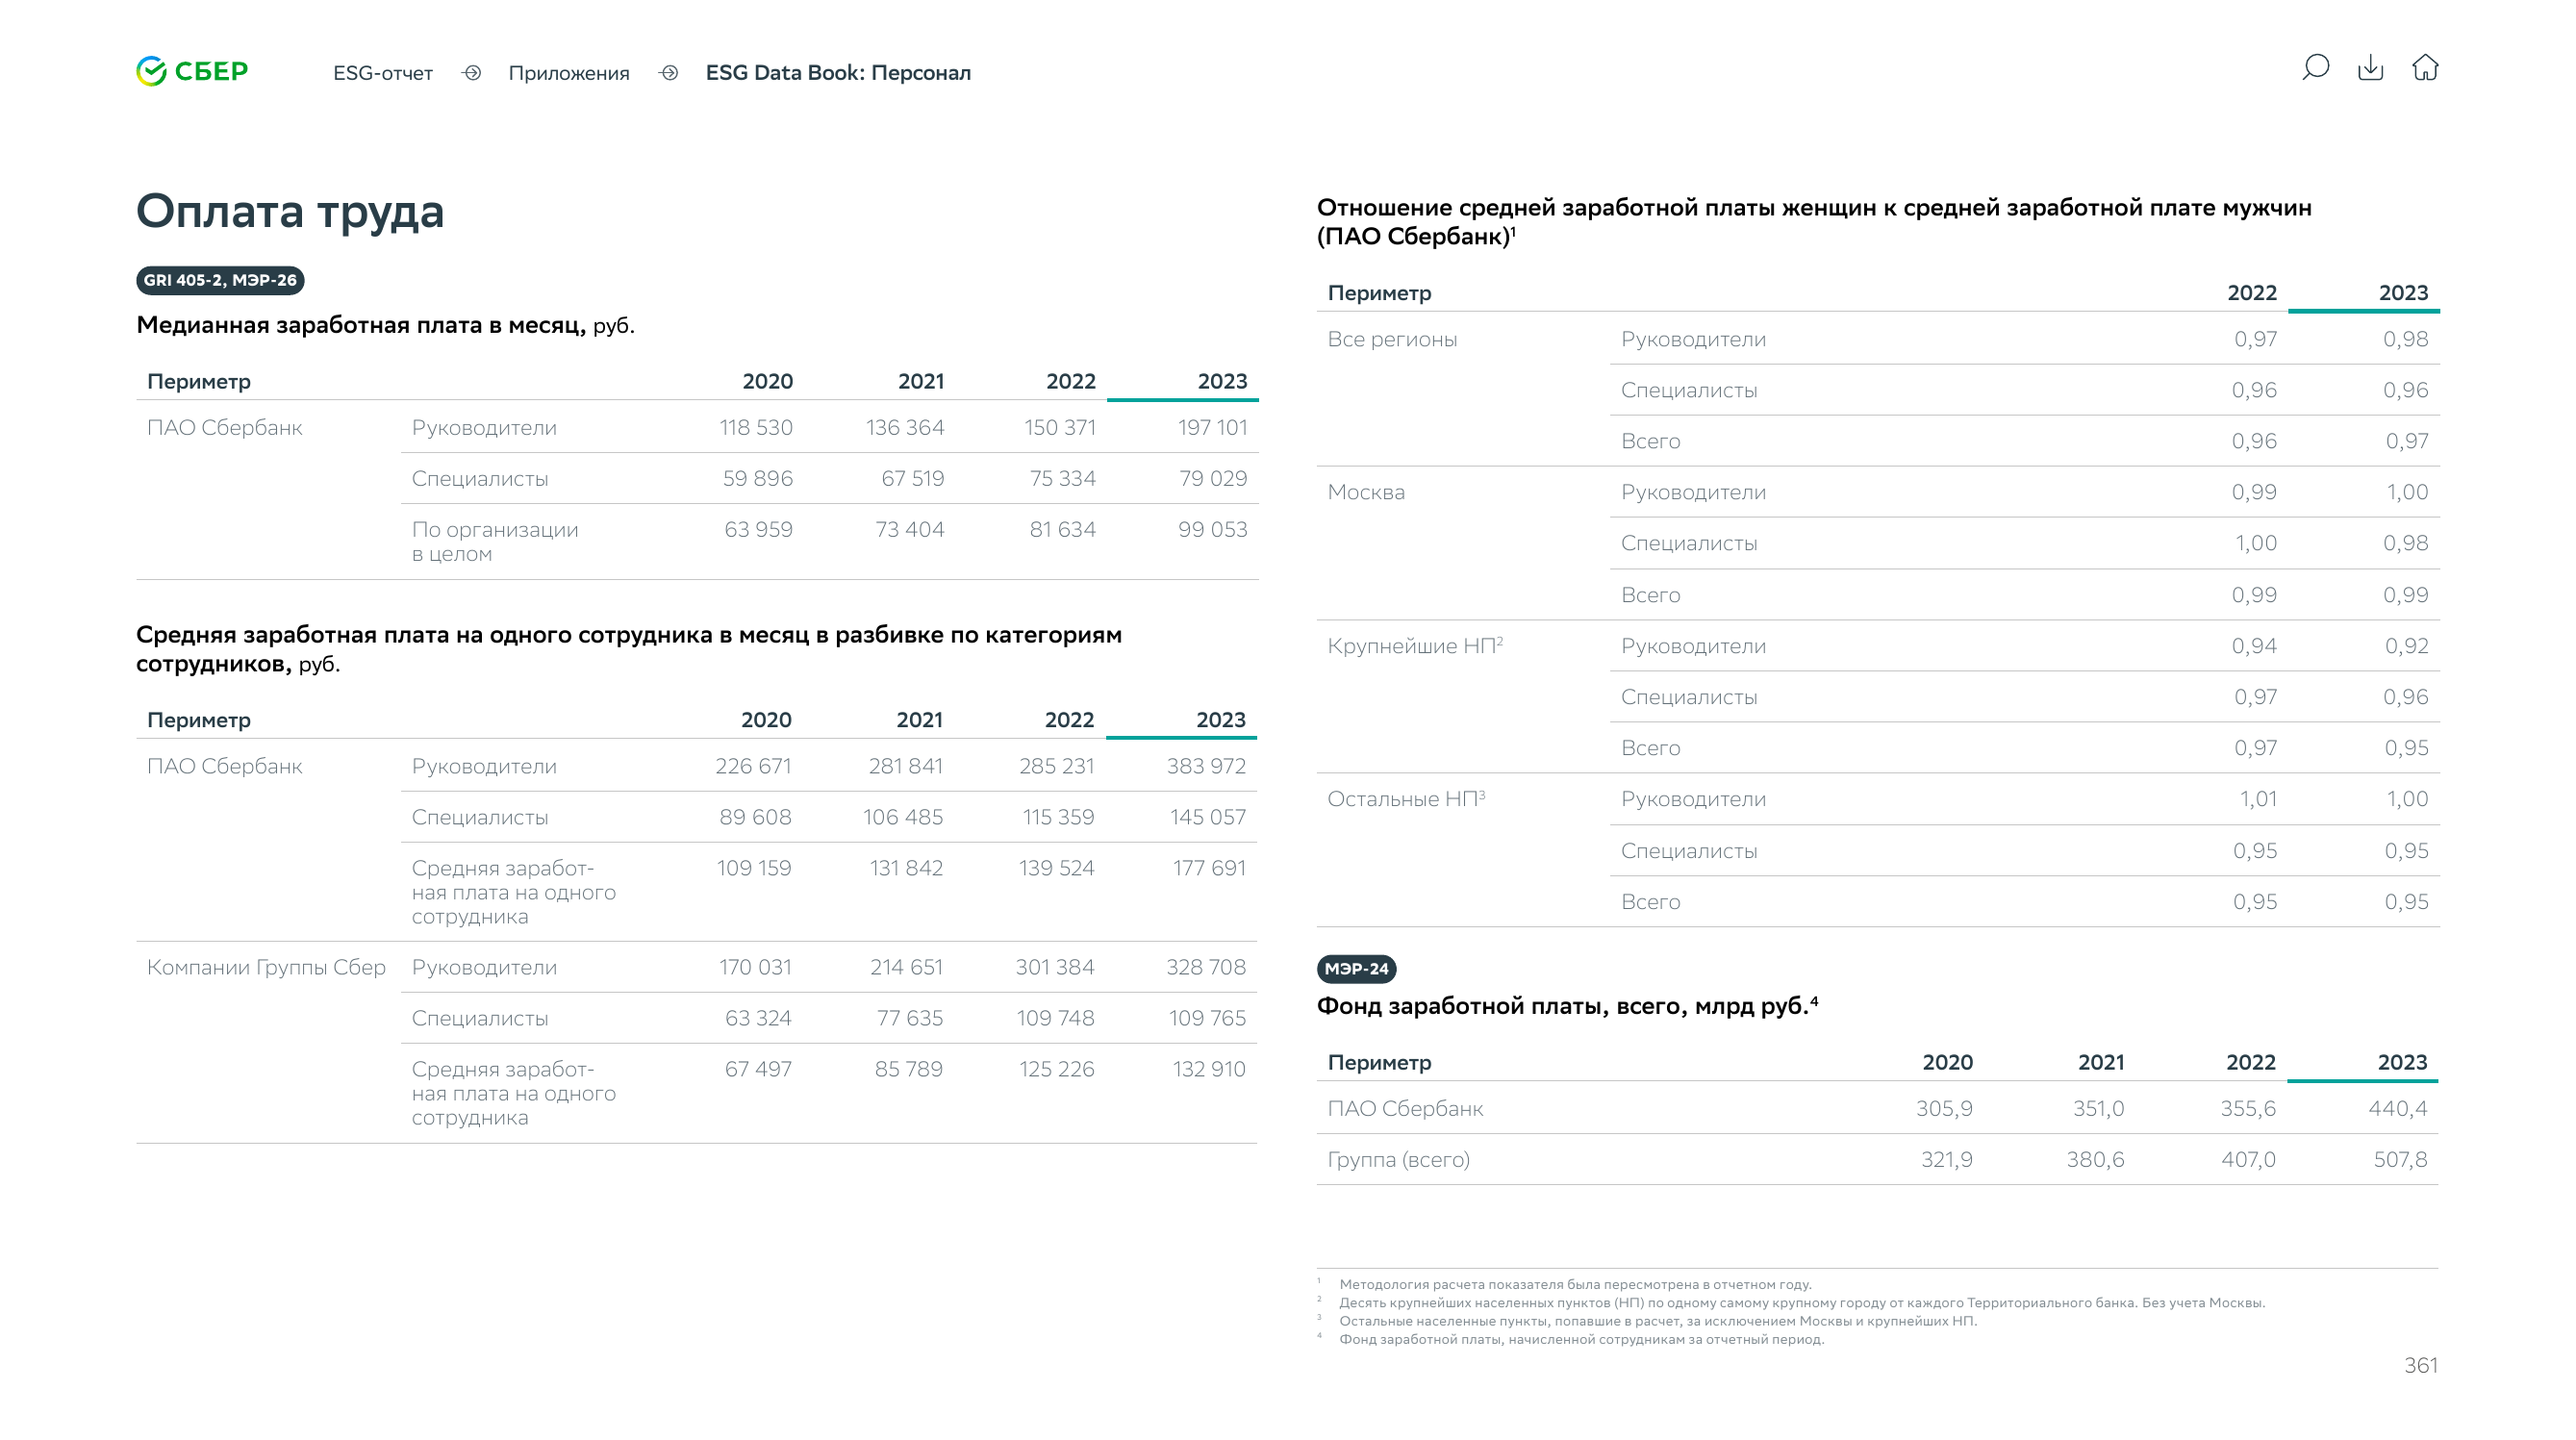 СБЕР
ESG-отчет Приложения ESG Data Book: Персонал
Оплата труда
GRI 405-2, МЭР-26
Медианная заработная плата в месяц, руб.
Периметр 2020 2021 2022 2023
ПАО Сбербанк Руководители 118 530 136 364 150 371 197 101
Специалисты 59 896 67 519 75 334 79 029
По организации 63 959 73 404 81 634 99 053
в целом
Средняя заработная плата на одного сотрудника в месяц в разбивке по категориям
сотрудников, руб.
Периметр 2020 2021 2022 2023
ПАО Сбербанк Руководители 226 671 281 841 285 231 383 972
Специалисты 89 608 106 485 115 359 145 057
Средняя заработ- 109 159 131 842 139 524 177 691
ная плата на одного
сотрудника
Компании Группы Сбер Руководители 170 031 214 651 301 384 328 708
Специалисты 63 324 77 635 109 748 109 765
Средняя заработ- 67 497 85 789 125 226 132 910
ная плата на одного
сотрудника
Отношение средней заработной платы женщин к средней заработной плате мужчин
(ПАО Сбербанк)¹
Периметр 2022 2023
Все регионы Руководители 0,97 0,98
Специалисты 0,96 0,96
Всего 0,96 0,97
Москва Руководители 0,99 1,00
Специалисты 1,00 0,98
Всего 0,99 0,99
Крупнейшие НП² Руководители 0,94 0,92
Специалисты 0,97 0,96
Всего 0,97 0,95
Остальные НП³ Руководители 1,01 1,00
Специалисты 0,95 0,95
Всего 0,95 0,95
МЭР-24
Фонд заработной платы, всего, млрд руб.⁴
Периметр 2020 2021 2022 2023
ПАО Сбербанк 305,9 351,0 355,6 440,4
Группа (всего) 321,9 380,6 407,0 507,8
¹ Методология расчета показателя была пересмотрена в отчетном году.
² Десять крупнейших населенных пунктов (НП) по одному самому крупному городу от каждого Территориального банка. Без учета Москвы.
³ Остальные населенные пункты, попавшие в расчет, за исключением Москвы и крупнейших НП.
⁴ Фонд заработной платы, начисленной сотрудникам за отчетный период.
361